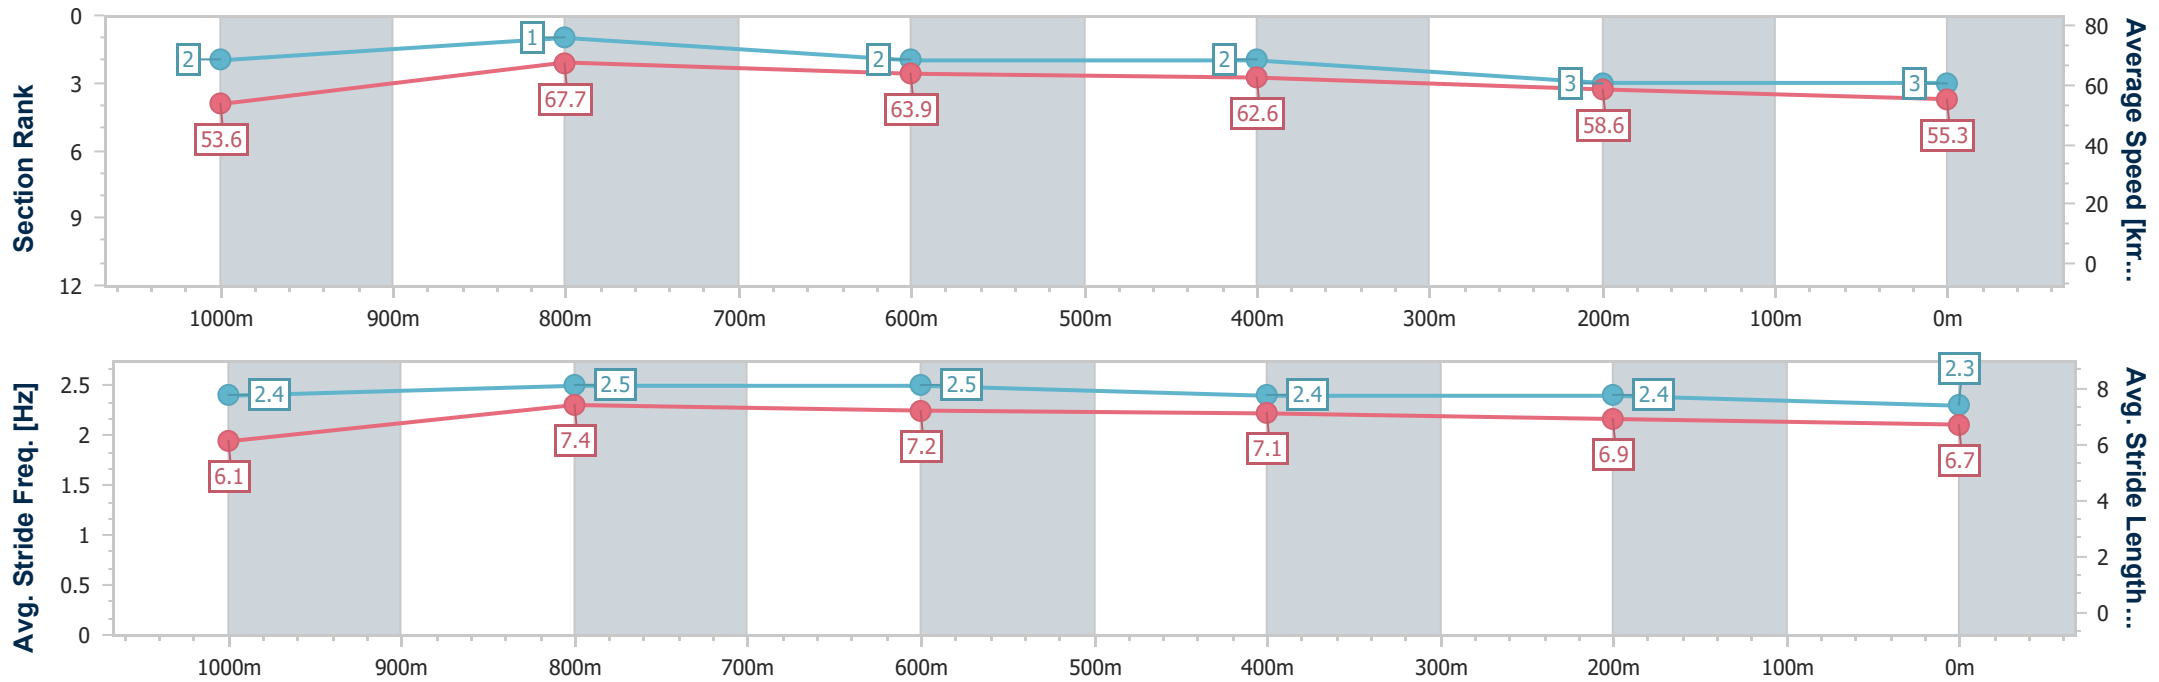 Section Rank
0
3
6
9
12
2
1
2
2
3
3
53.6
67.7
63.9
62.6
58.6
55.3
80
60
40
20
0
Average Speed [km...
1000m
900m
800m
700m
600m
500m
400m
300m
200m
100m
0m
Avg. Stride Freq. [Hz]
2.5
2
1.5
1
0.5
0
2.4
2.5
2.5
2.4
2.4
2.3
6.1
7.4
7.2
7.1
6.9
6.7
8
6
4
2
0
Avg. Stride Length ...
1000m
900m
800m
700m
600m
500m
400m
300m
200m
100m
0m